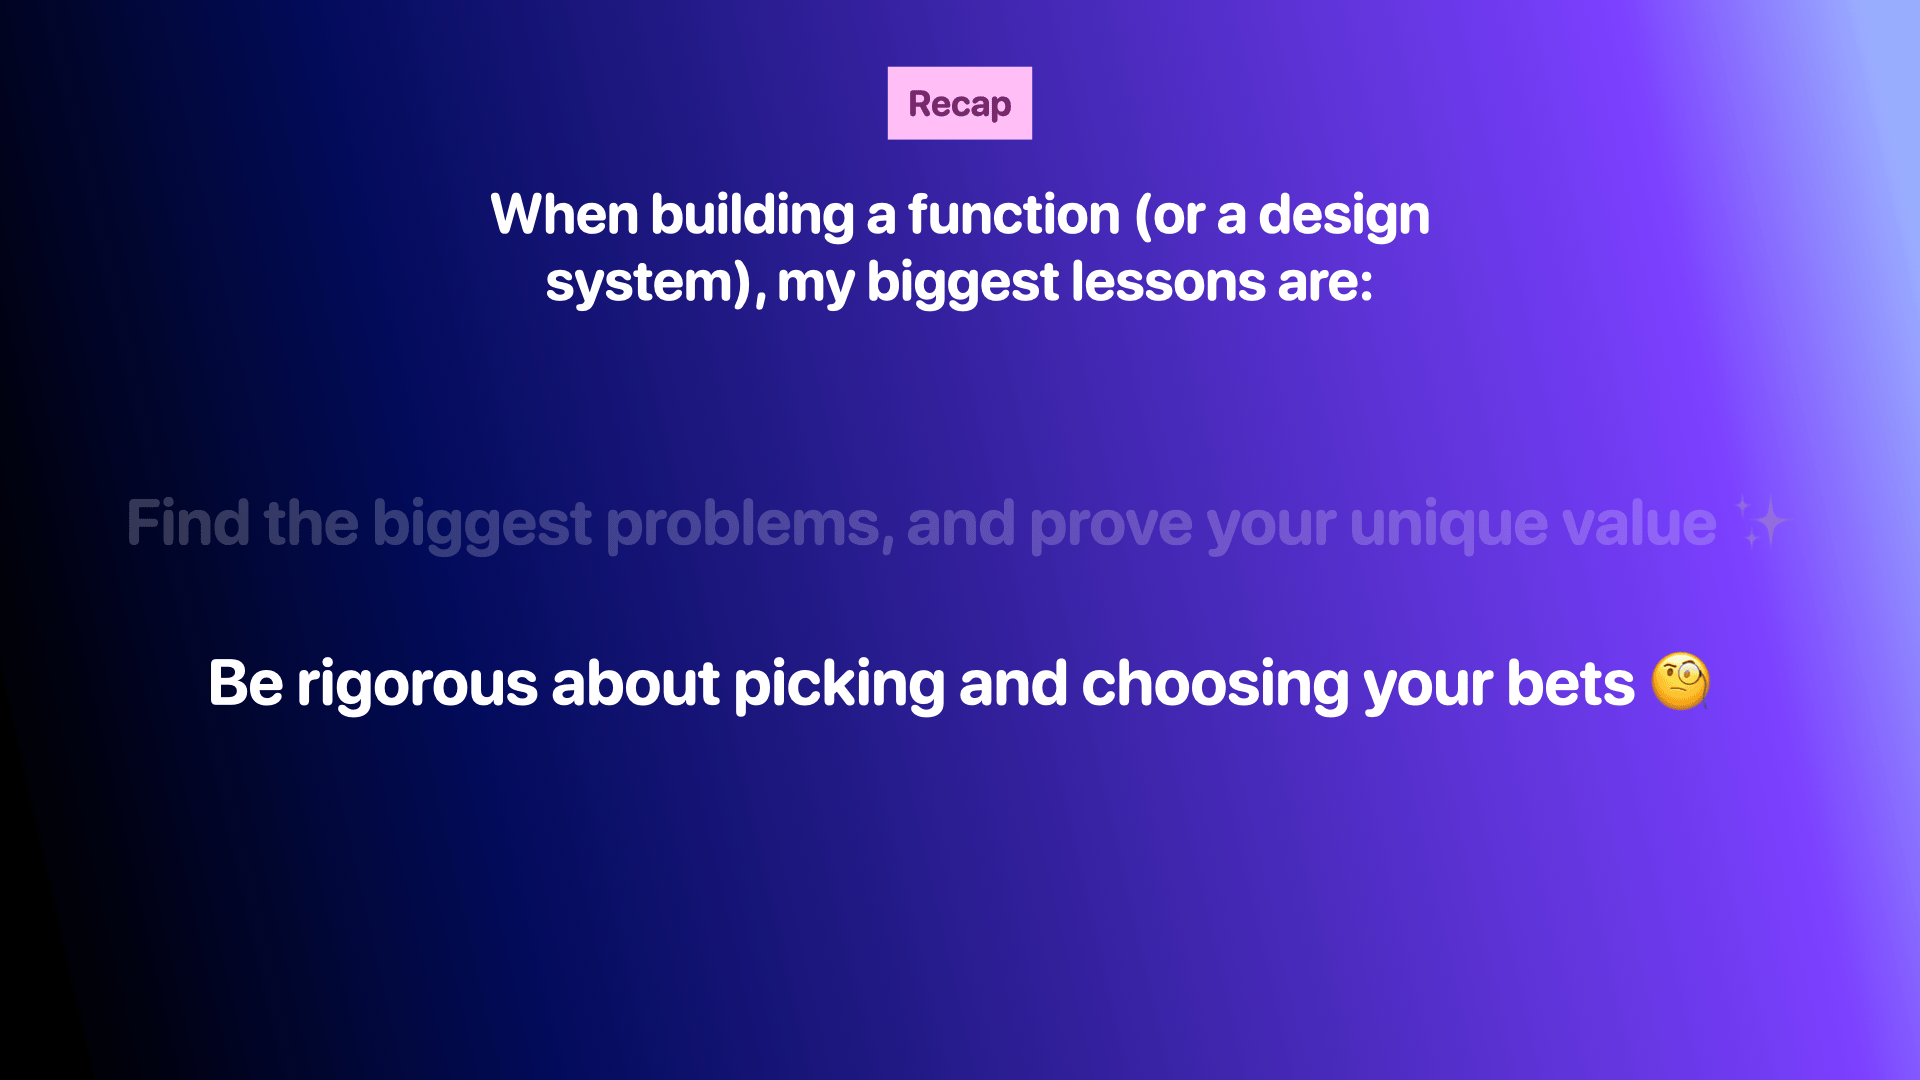 Recap
When building a function (or a design
system), my biggest lessons are:
Find the biggest problems, and prove your unique value ✨
Be rigorous about picking and choosing your bets 🧐